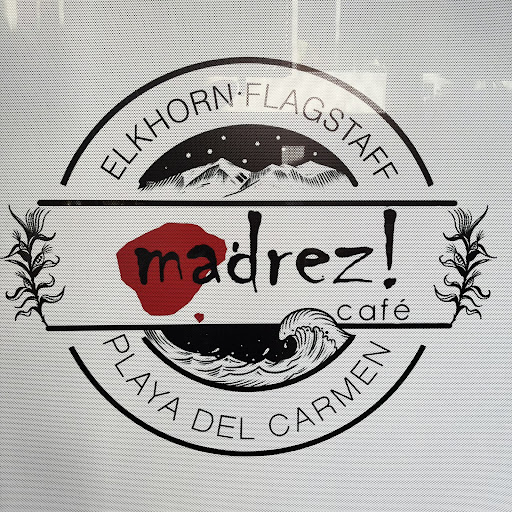 ELKHORN·FLAGSTAFF
madrez!
café
PLAYA DEL CARMEN